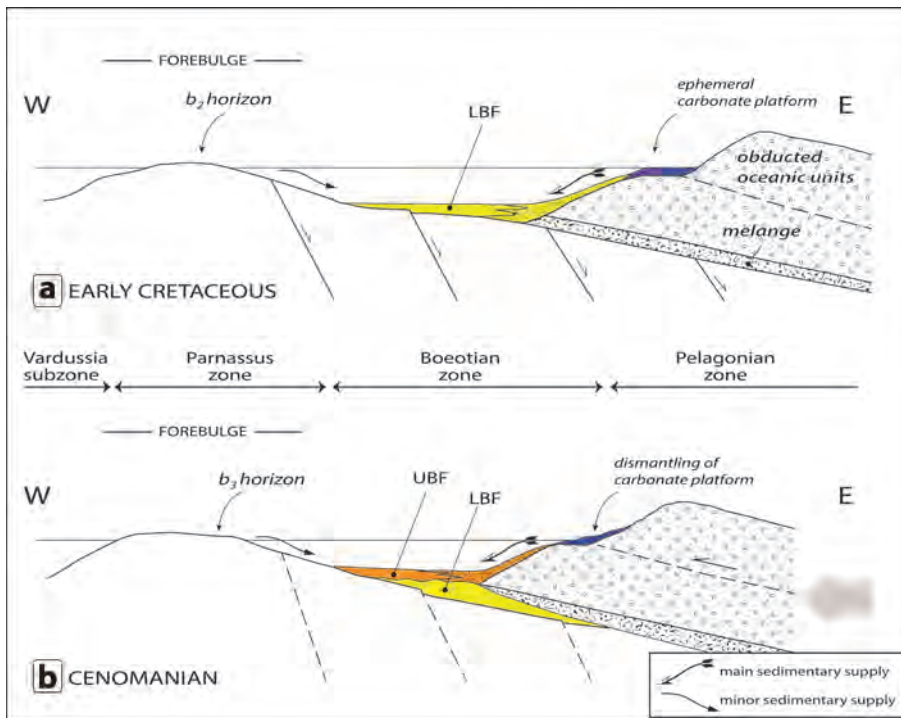 FOREBULGE
b2 horizon
ephemeral
carbonate platform
W
E
LBF
obducted
oceanic units
melange
a EARLY CRETACEOUS
Vardussia
subzone
Parnassus
zone
Boeotian
zone
Pelagonian
zone
FOREBULGE
b3 horizon
dismantling of
carbonate platform
W
E
UBF
LBF
b CENOMANIAN
main sedimentary supply
minor sedimentary supply